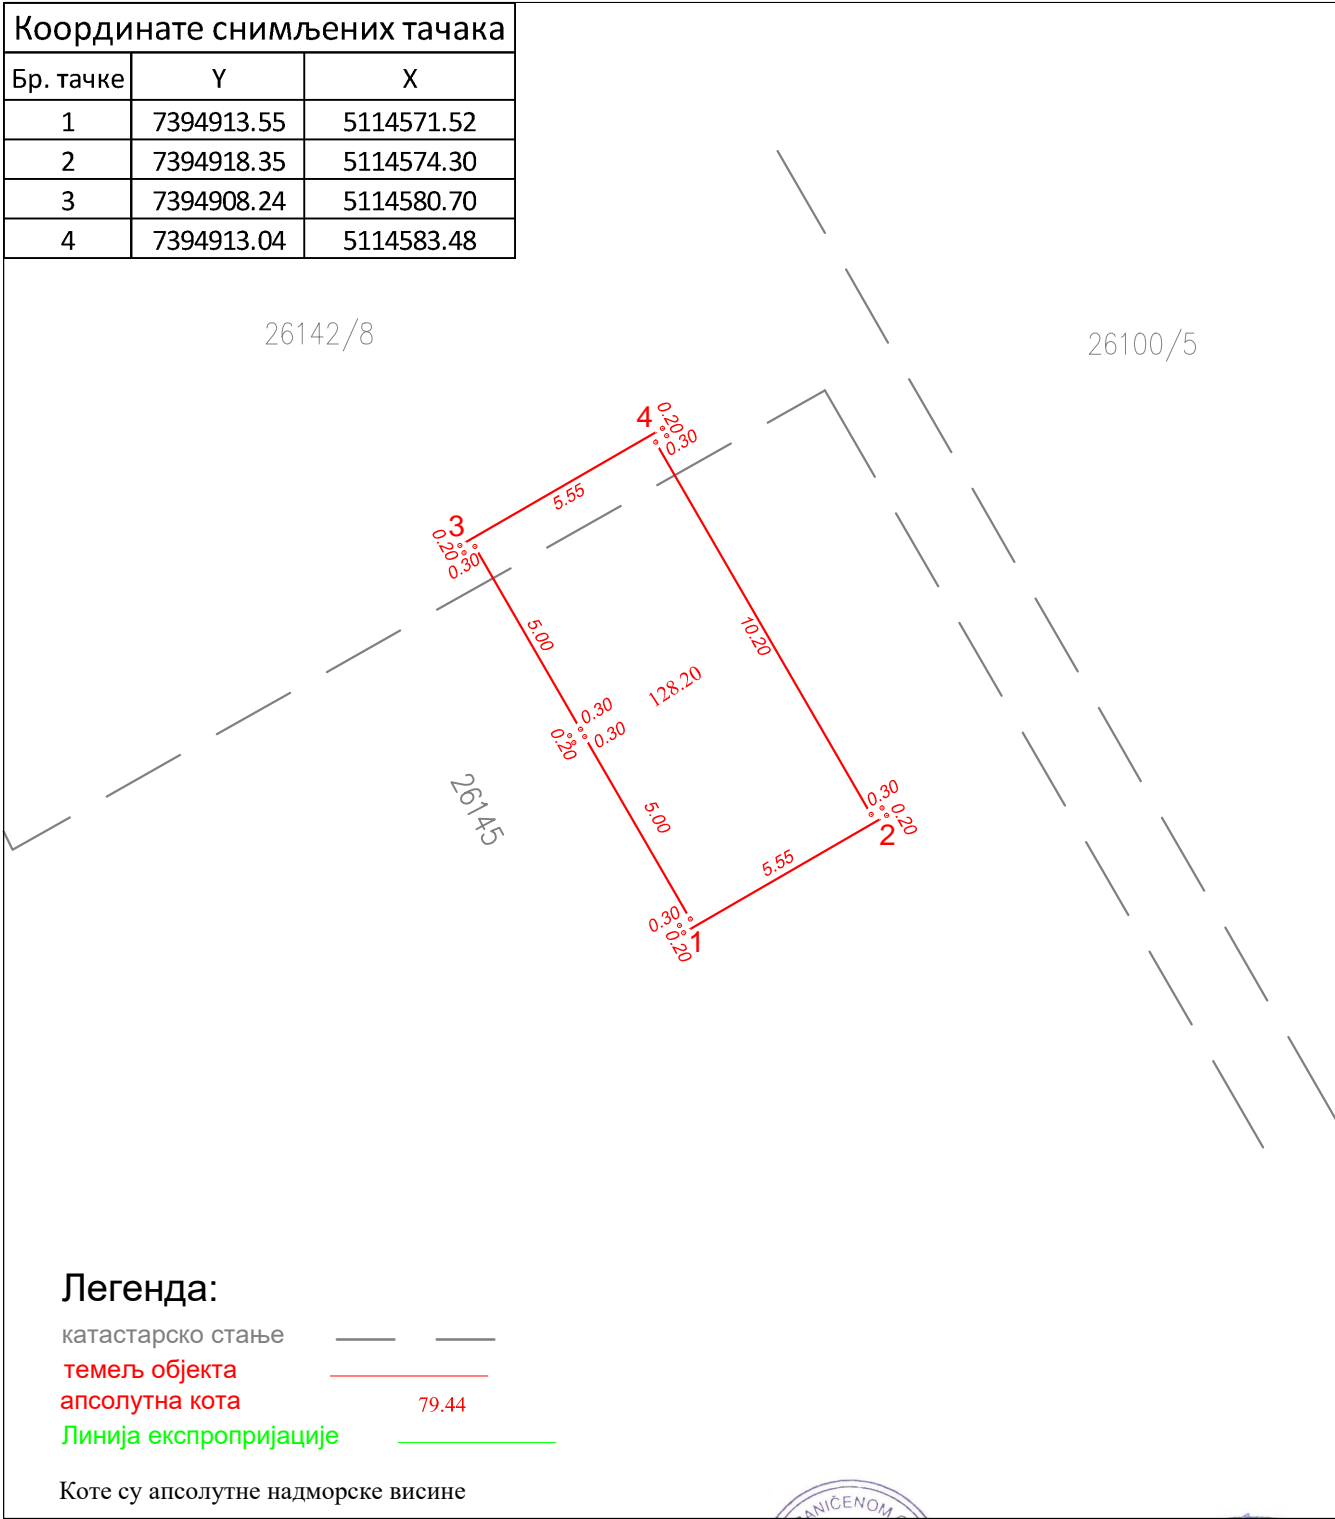 Координате снимљених тачака
Бр. тачке Y X
1 7394913.55 5114571.52
2 7394918.35 5114574.30
3 7394908.24 5114580.70
4 7394913.04 5114583.48
26142/8
26100/5
4 0.20
0.30
5.55
3
0.20
0.30
5.00
10.20
128.20
0.30
0.20 0.30
26145
5.00
0.30
0.20
2
5.55
0.30
0.20 1
Легенда:
катастарско стање
темељ објекта
апсолутна кота 79.44
Линија експропријације
Коте су апсолутне надморске висине